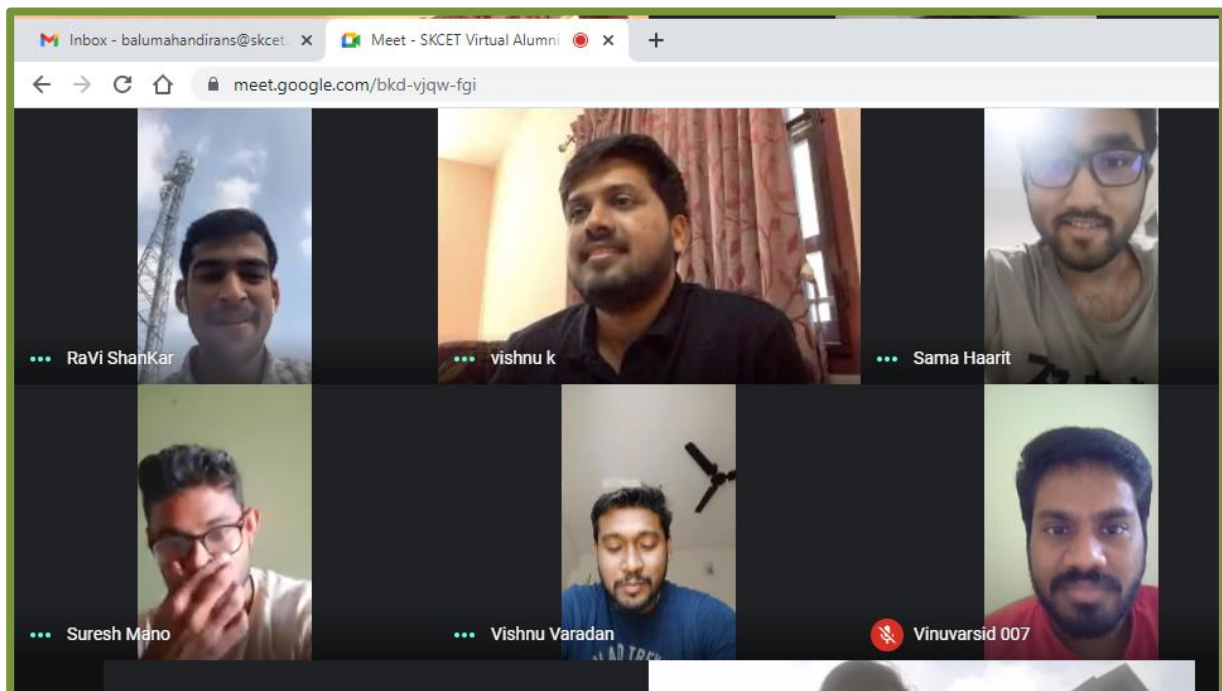 Inbox - balumahandirans@skcet.
Meet - SKCET Virtual Alumni
meet.google.com/bkd-vjqw-fgi
RaVi ShanKar
vishnu k
Sama Haarit
Suresh Mano
Vishnu Varadan
Vinuvarsid 007